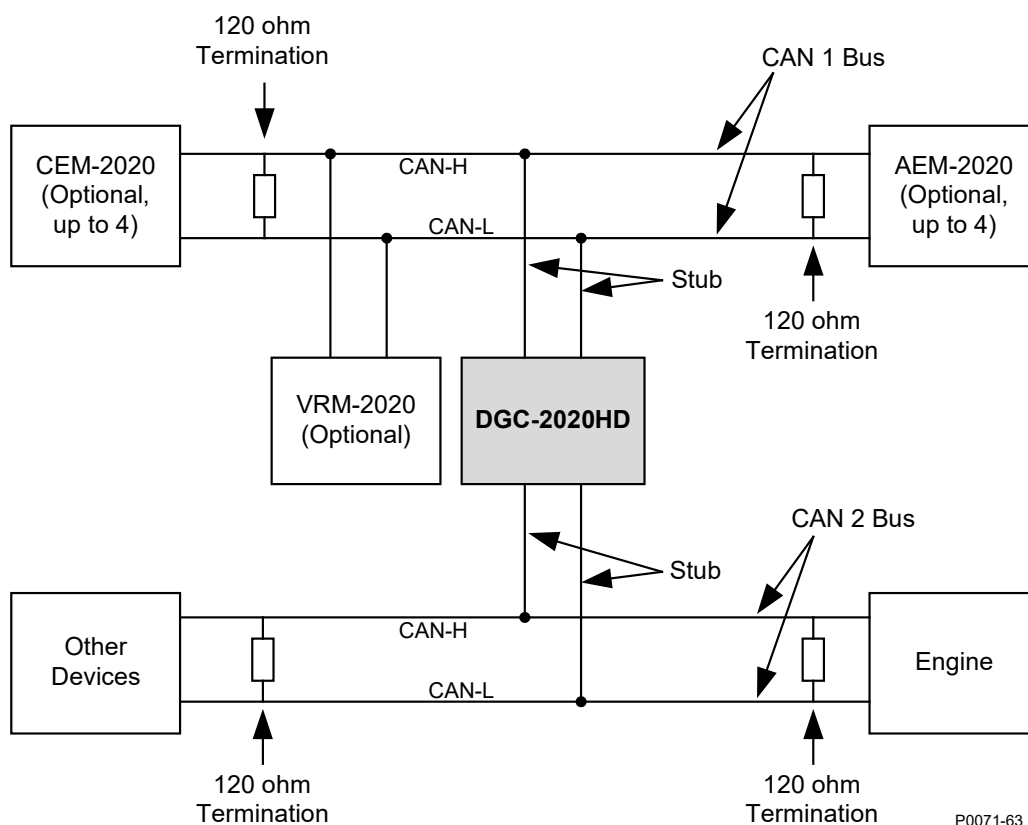 120 ohm
Termination
CAN 1 Bus
CEM-2020
(Optional,
up to 4)
CAN-H
CAN-L
AEM-2020
(Optional,
up to 4)
Stub
120 ohm
Termination
VRM-2020
(Optional)
DGC-2020HD
CAN 2 Bus
Stub
Other
Devices
CAN-H
CAN-L
Engine
120 ohm
Termination
120 ohm
Termination
P0071-63